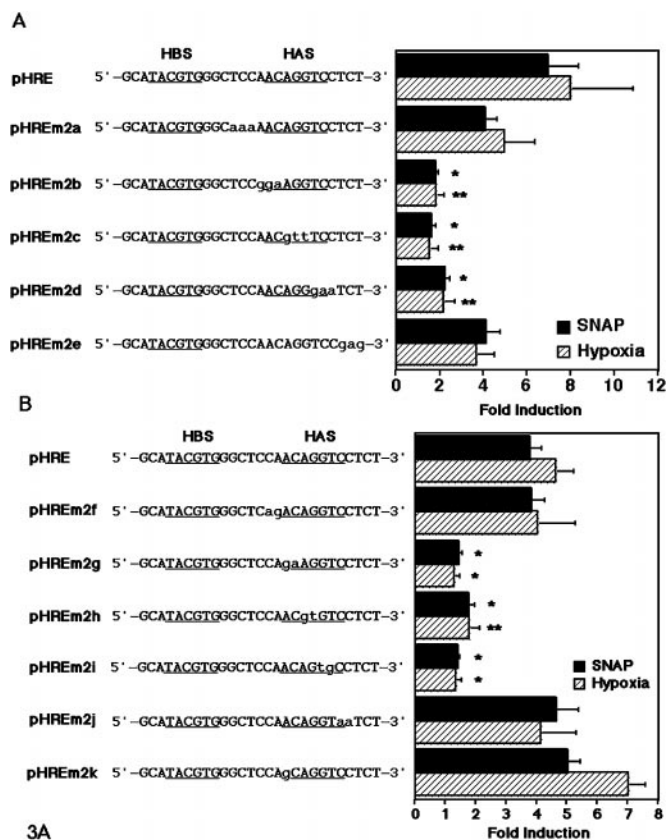 A
HBS HAS
pHRE 5'-GCATACGTGGGCTCCAACAGGTCCTCT-3'
pHREm2a 5'-GCATACGTGGGCaaaAACAGGTCCTCT-3'
pHREm2b 5'-GCATACGTGGGCTCCggaAGGTCCTCT-3' *
**
pHREm2c 5'-GCATACGTGGGCTCCAACgttTCCTCT-3' *
**
pHREm2d 5'-GCATACGTGGGCTCCAACAGGgaaTCT-3' *
**
pHREm2e 5'-GCATACGTGGGCTCCAACAGGTCCgag-3'
SNAP
Hypoxia
0 2 4 6 8 10 12
Fold Induction
B
HBS HAS
pHRE 5'-GCATACGTGGGCTCCAACAGGTCCTCT-3'
pHREm2f 5'-GCATACGTGGGCTCagACAGGTCCTCT-3'
pHREm2g 5'-GCATACGTGGGCTCCAgaAGGTCCTCT-3' *
*
pHREm2h 5'-GCATACGTGGGCTCCAACgtGTCCTCT-3' *
**
pHREm2i 5'-GCATACGTGGGCTCCAACAGtgCCTCT-3' *
*
SNAP
Hypoxia
pHREm2j 5'-GCATACGTGGGCTCCAACAGGTaaTCT-3'
pHREm2k 5'-GCATACGTGGGCTCCAgCAGGTCCTCT-3'
0 1 2 3 4 5 6 7 8
Fold Induction
3A